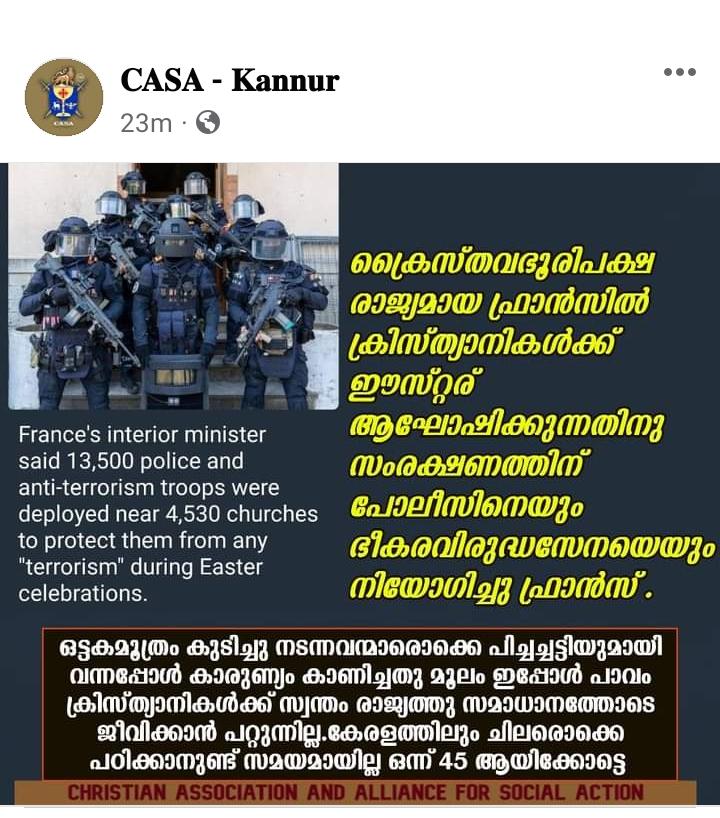 CASA - Kannur
23m ·
France's interior minister
said 13,500 police and
anti-terrorism troops were
deployed near 4,530 churches
to protect them from any
"terrorism" during Easter
celebrations.
ക്രൈസ്തവഭൂരിപക്ഷ
രാജ്യമായ ഫ്രാൻസിൽ
ക്രിസ്ത്യാനികൾക്ക്
ഈസ്റ്റര്
ആഘോഷിക്കുന്നതിനു
സംരക്ഷണത്തിന്
പോലീസിനെയും
ഭീകരവിരുദ്ധസേനയെയും
നിയോഗിച്ചു ഫ്രാൻസ്.
ഒട്ടകമൂത്രം കുടിച്ചു നടന്നവന്മാരൊക്കെ പിച്ചച്ചട്ടിയുമായി
വന്നപ്പോൾ കാരുണ്യം കാണിച്ചതു മൂലം ഇപ്പോൾ പാവം
ക്രിസ്ത്യാനികൾക്ക് സ്വന്തം രാജ്യത്തു സമാധാനത്തോടെ
ജീവിക്കാൻ പറ്റുന്നില്ല.കേരളത്തിലും ചിലരൊക്കെ
പഠിക്കാനുണ്ട് സമയമായില്ല ഒന്ന് 45 ആയിക്കോട്ടെ
CHRISTIAN ASSOCIATION AND ALLIANCE FOR SOCIAL ACTION